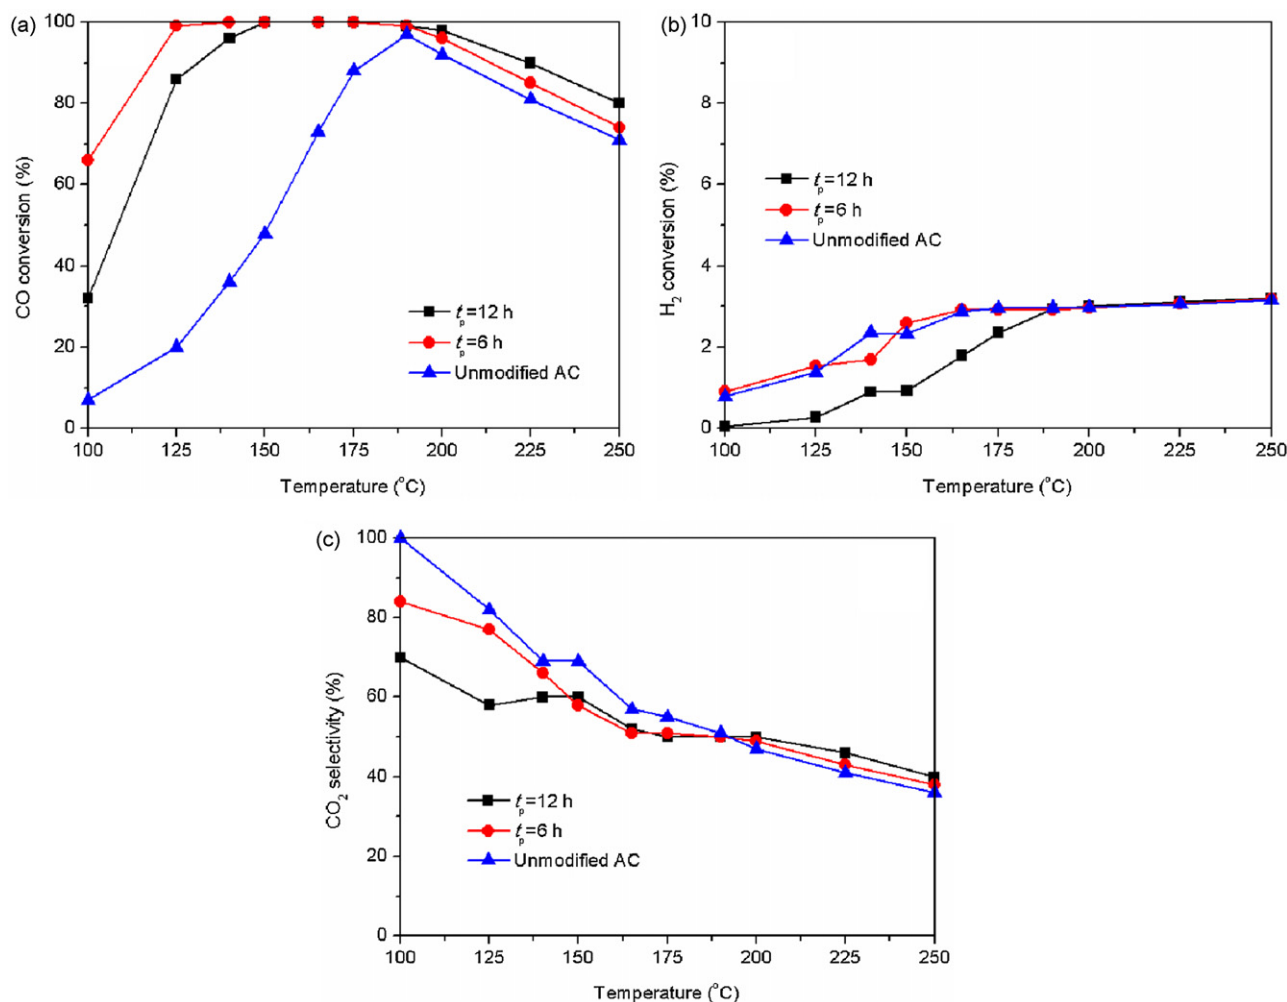 (a)
100
80
60
40
20
0
CO conversion (%)
t_p=12 h
t_p=6 h
Unmodified AC
100 125 150 175 200 225 250
Temperature (°C)
(b)
10
8
6
4
2
0
H₂ conversion (%)
t_p=12 h
t_p=6 h
Unmodified AC
100 125 150 175 200 225 250
Temperature (°C)
(c)
100
80
60
40
20
0
CO₂ selectivity (%)
t_p=12 h
t_p=6 h
Unmodified AC
100 125 150 175 200 225 250
Temperature (°C)